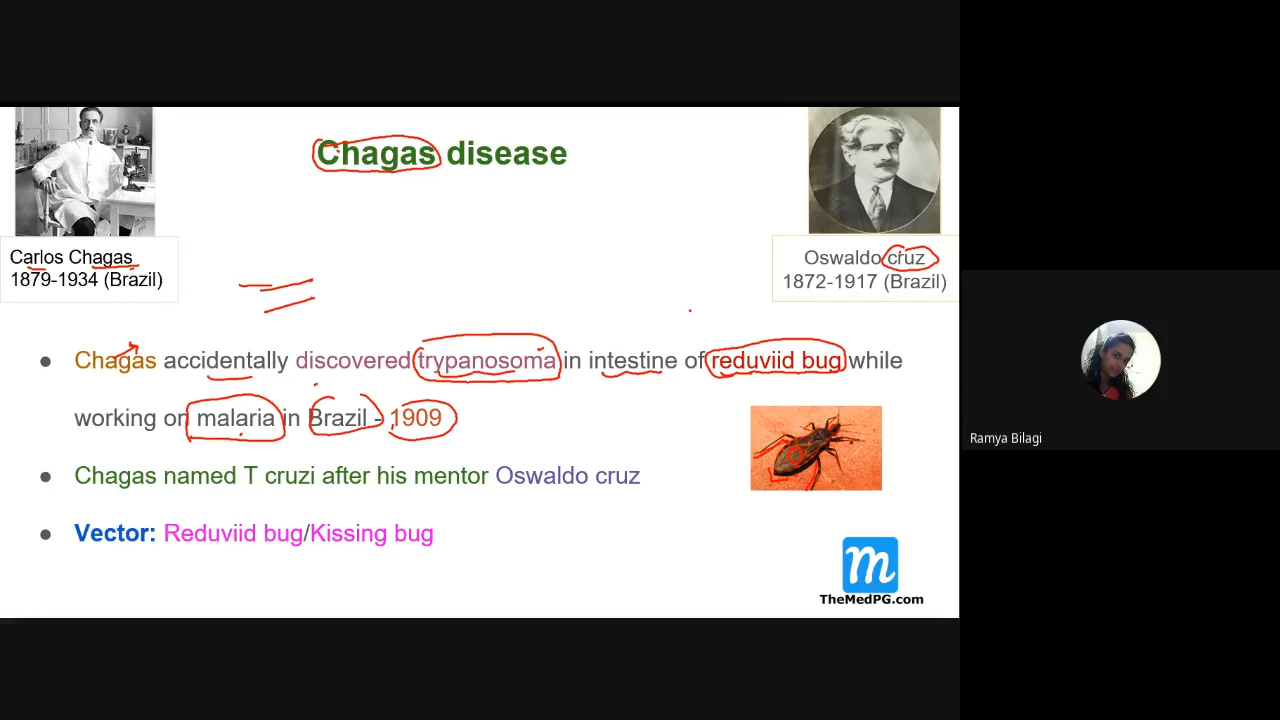 Chagas disease
Carlos Chagas
1879-1934 (Brazil)
Oswaldo cruz
1872-1917 (Brazil)
● Chagas accidentally discovered trypanosoma in intestine of reduviid bug while
working on malaria in Brazil - 1909
● Chagas named T cruzi after his mentor Oswaldo cruz
● Vector: Reduviid bug/Kissing bug
m
TheMedPG.com
Ramya Bilagi